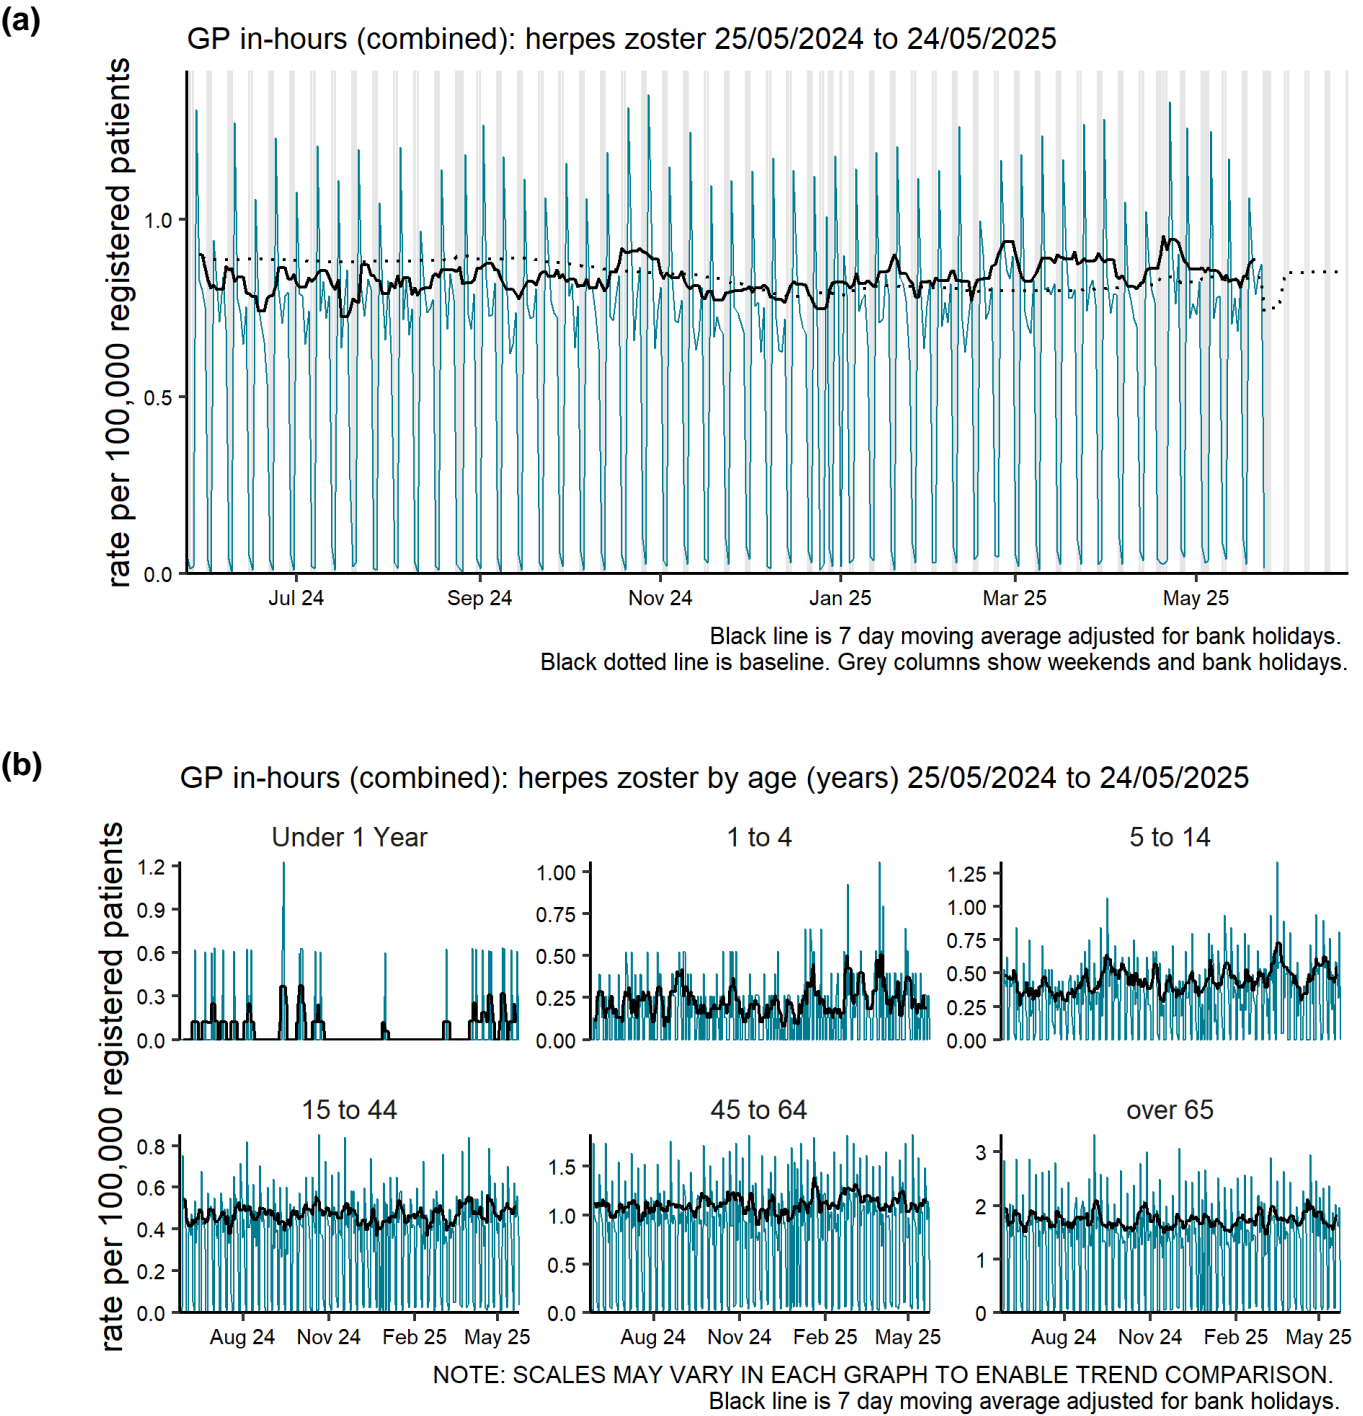 (a)
GP in-hours (combined): herpes zoster 25/05/2024 to 24/05/2025
rate per 100,000 registered patients
1.0
0.5
0.0
Jul 24
Sep 24
Nov 24
Jan 25
Mar 25
May 25
Black line is 7 day moving average adjusted for bank holidays.
Black dotted line is baseline. Grey columns show weekends and bank holidays.
(b)
GP in-hours (combined): herpes zoster by age (years) 25/05/2024 to 24/05/2025
rate per 100,000 registered patients
Under 1 Year
1.2
0.9
0.6
0.3
0.0
1 to 4
1.00
0.75
0.50
0.25
0.00
5 to 14
1.25
1.00
0.75
0.50
0.25
0.00
15 to 44
0.8
0.6
0.4
0.2
0.0
Aug 24
Nov 24
Feb 25
May 25
45 to 64
1.5
1.0
0.5
0.0
Aug 24
Nov 24
Feb 25
May 25
over 65
3
2
1
0
Aug 24
Nov 24
Feb 25
May 25
NOTE: SCALES MAY VARY IN EACH GRAPH TO ENABLE TREND COMPARISON.
Black line is 7 day moving average adjusted for bank holidays.